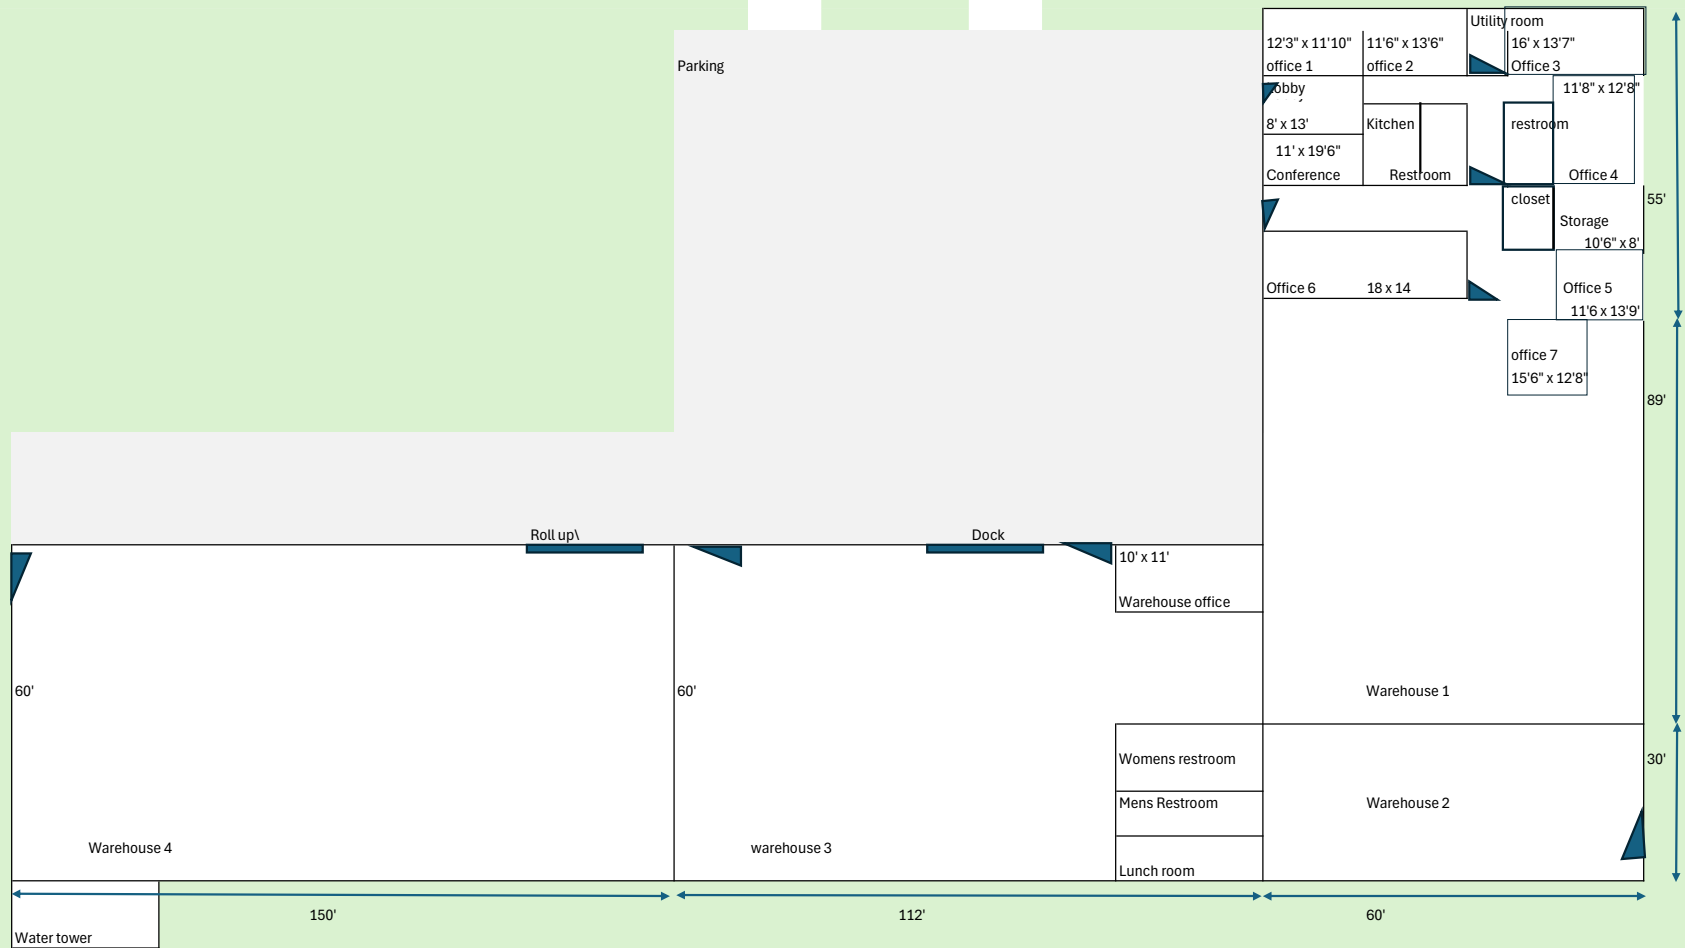 Utility room
12'3" x 11'10"
11'6" x 13'6"
16' x 13'7"
office 1
office 2
Office 3
Parking
11'8" x 12'8"
8' x 13'
Kitchen
restroom
11' x 19'6"
Conference
Restroom
Office 4
closet
55'
Storage
10'6" x 8'
Office 6
18 x 14
Office 5
11'6 x 13'9'
office 7
15'6" x 12'8"
89'
Roll up\
Dock
10' x 11'
Warehouse office
60'
60'
Warehouse 1
Womens restroom
30'
Mens Restroom
Warehouse 2
Warehouse 4
warehouse 3
Lunch room
150'
112'
60'
Water tower